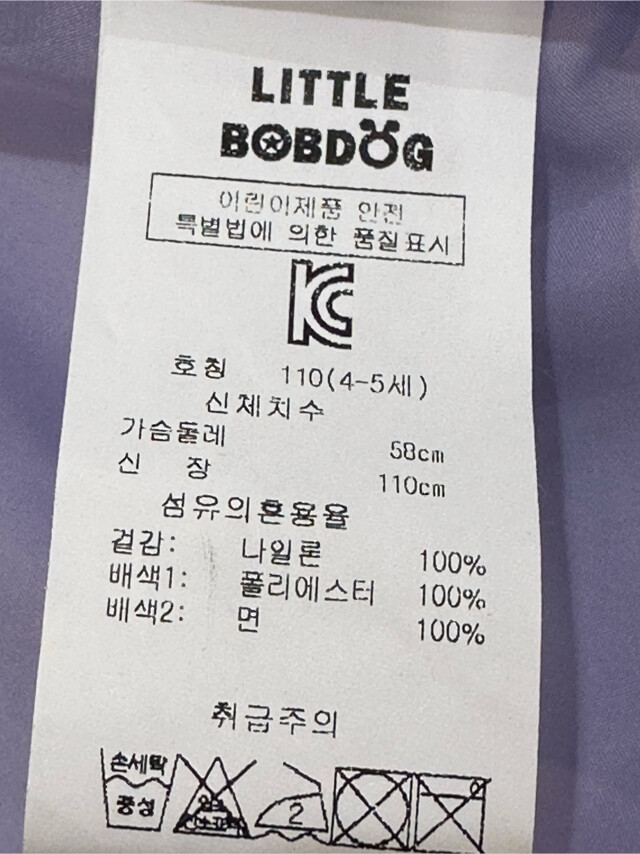 LITTLE
BOBDOG
어린이제품 안전
특별법에 의한 품질표시
KC
호칭 110(4-5세)
신체치수
가슴둘레 58cm
신 장 110cm
섬유의혼용율
겉감: 나일론 100%
배색1: 폴리에스터 100%
배색2: 면 100%
취급주의
손세탁
중성
2